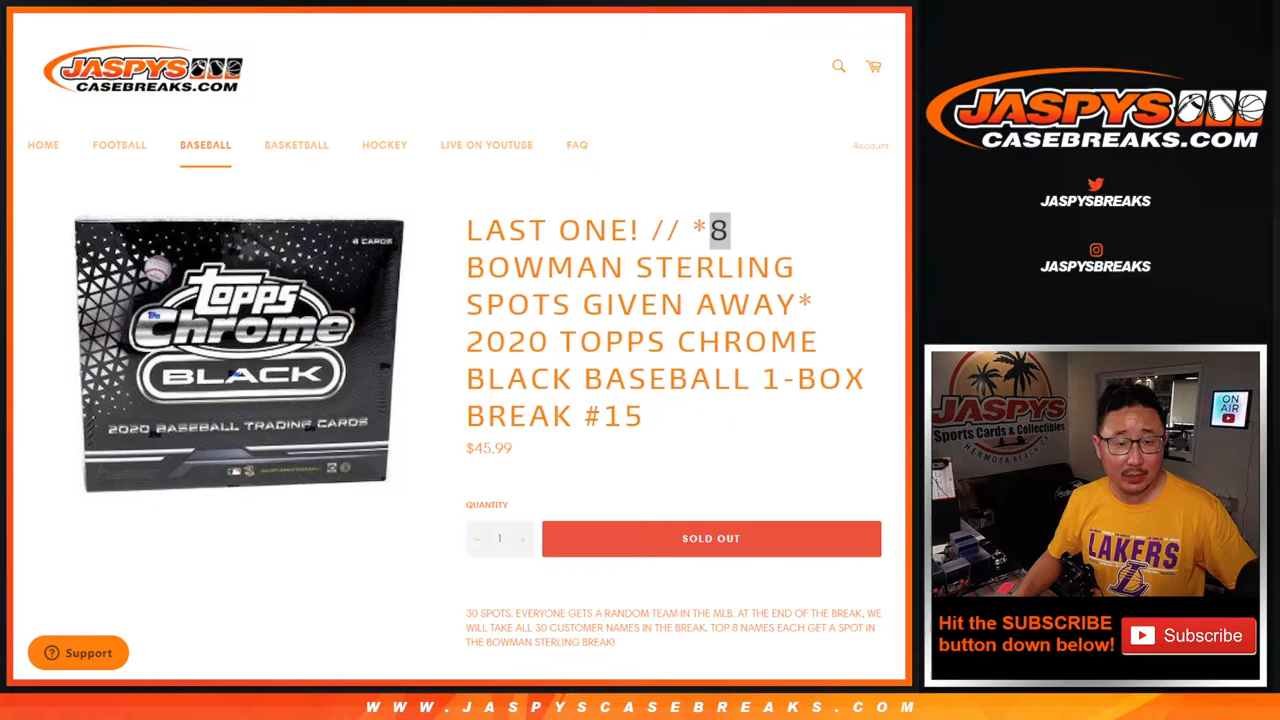 JASPYS
CASEBREAKS.COM
HOME
FOOTBALL
BASEBALL
BASKETBALL
HOCKEY
LIVE ON YOUTUBE
FAQ
Account
4 CARDS
topps
Chrome
BLACK
2020 BASEBALL TRADING CARDS
LAST ONE! // *8
BOWMAN STERLING
SPOTS GIVEN AWAY*
2020 TOPPS CHROME
BLACK BASEBALL 1-BOX
BREAK #15
$45.99
QUANTITY
− 1 +
SOLD OUT
30 SPOTS. EVERYONE GETS A RANDOM TEAM IN THE MLB. AT THE END OF THE BREAK, WE
WILL TAKE ALL 30 CUSTOMER NAMES IN THE BREAK. TOP 8 NAMES EACH GET A SPOT IN
THE BOWMAN STERLING BREAK!
Support
JASPYS
CASEBREAKS.COM
JASPYSBREAKS
JASPYSBREAKS
JASPYS
Sports Cards & Collectibles
HERMOSA BEACH
ON
AIR
LAKERS
Hit the SUBSCRIBE
button down below!
Subscribe
WWW.JASPYSCASEBREAKS.COM